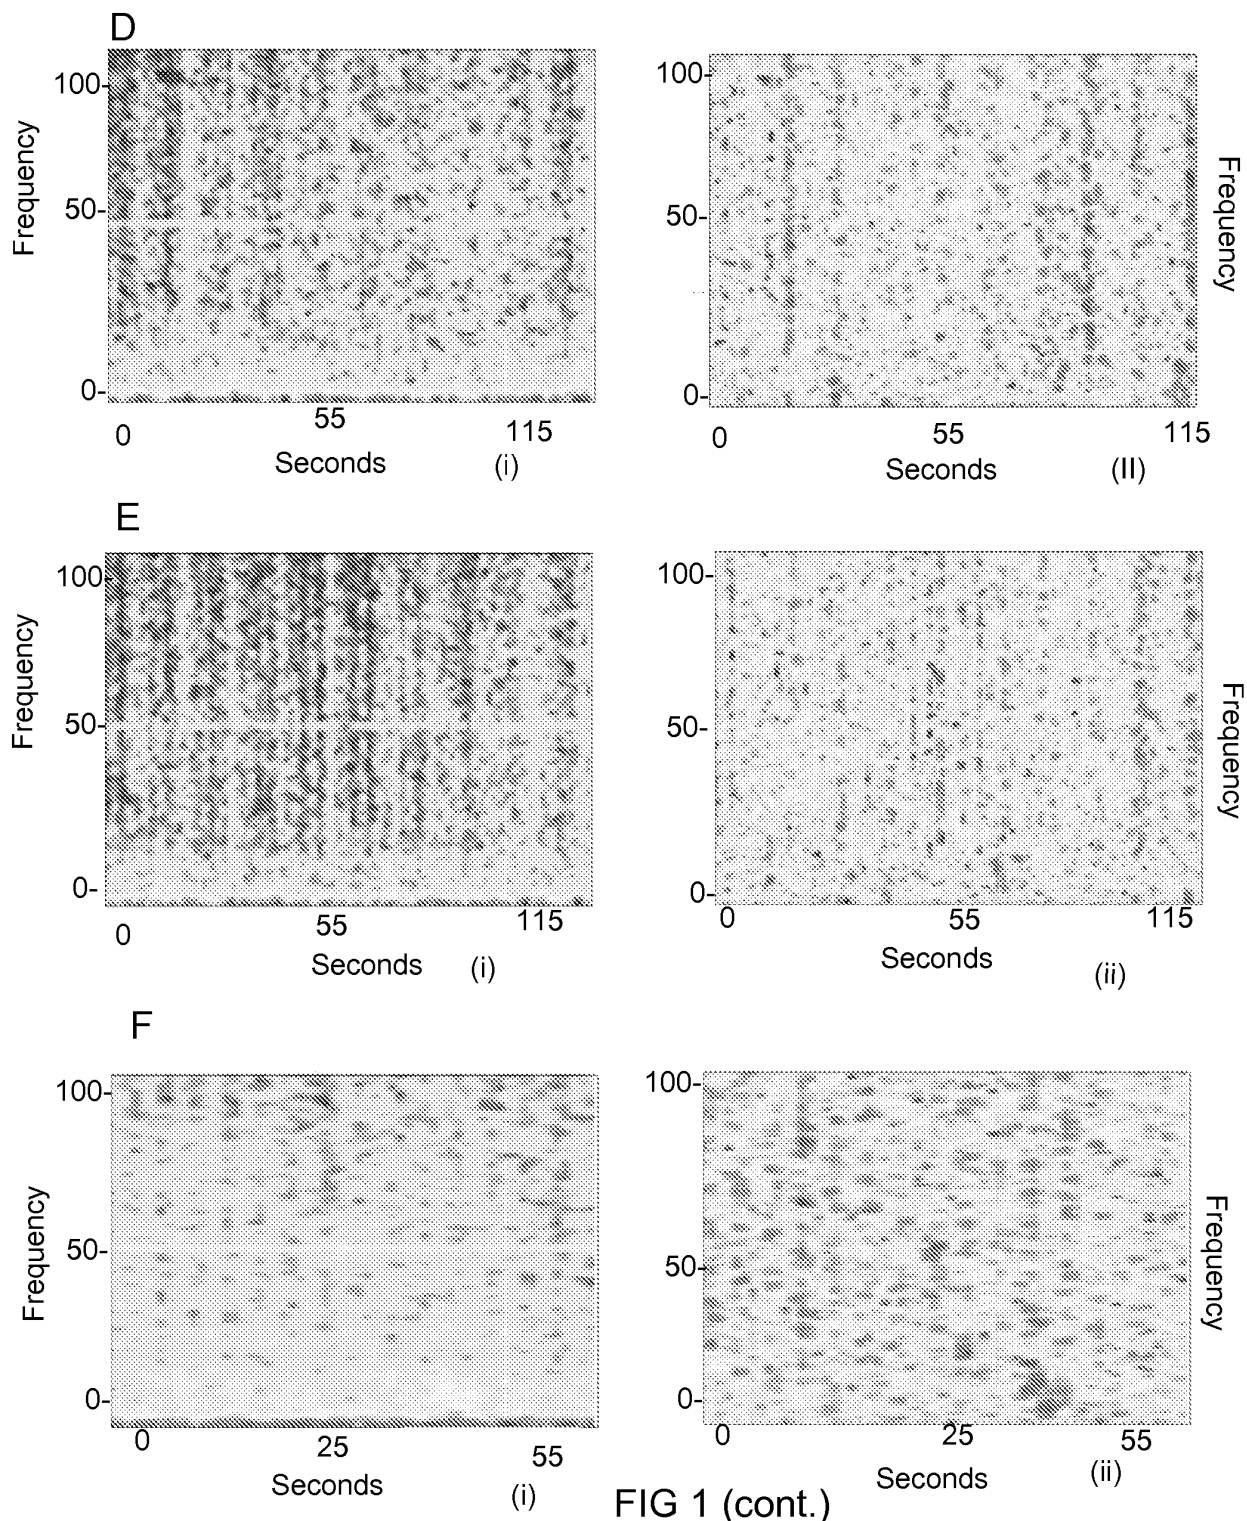 D
100-
50-
0-
Frequency
0
55
115
Seconds
(i)
100-
50-
0-
Frequency
0
55
115
Seconds
(II)
E
100-
50-
0-
Frequency
0
55
115
Seconds
(i)
100-
50-
0-
Frequency
0
55
115
Seconds
(ii)
F
100-
50-
0-
Frequency
0
25
55
Seconds
(i)
100-
50-
0-
Frequency
0
25
55
Seconds
(ii)
FIG 1 (cont.)